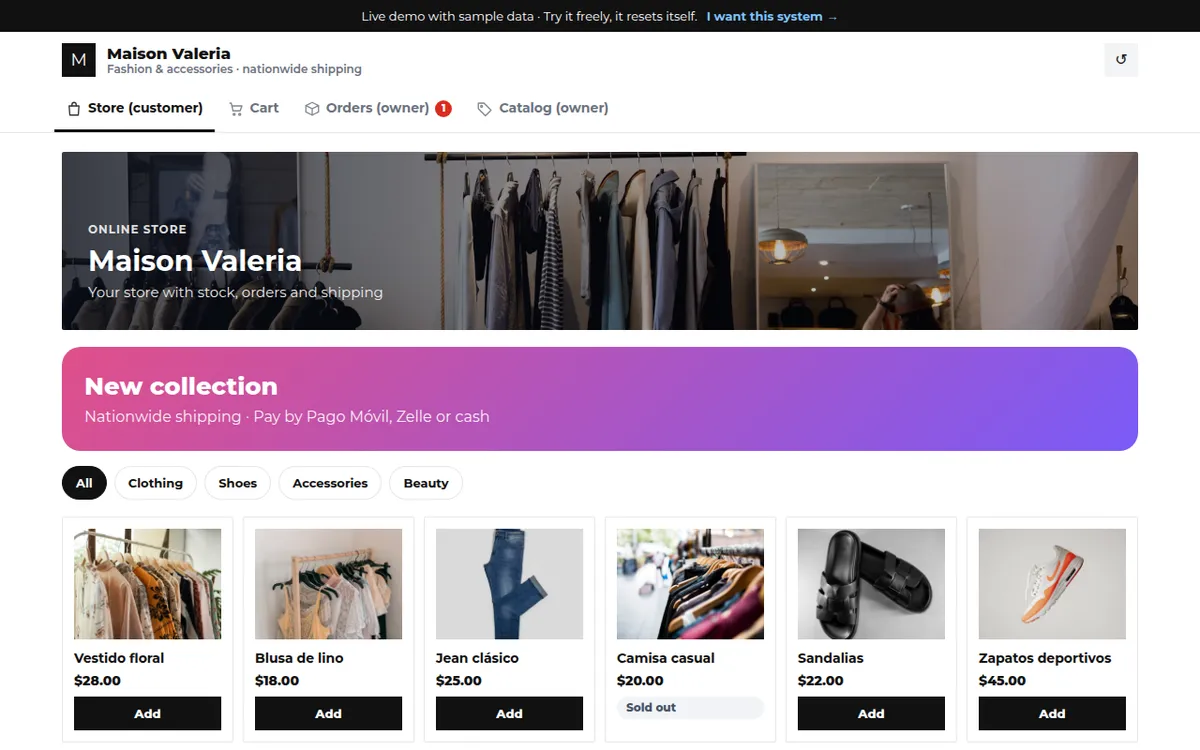 Live demo with sample data · Try it freely, it resets itself. I want this system →
M
Maison Valeria
Fashion & accessories · nationwide shipping
↺
Store (customer)
Cart
Orders (owner) 1
Catalog (owner)
ONLINE STORE
Maison Valeria
Your store with stock, orders and shipping
New collection
Nationwide shipping · Pay by Pago Móvil, Zelle or cash
All
Clothing
Shoes
Accessories
Beauty
Vestido floral
$28.00
Add
Blusa de lino
$18.00
Add
Jean clásico
$25.00
Add
Camisa casual
$20.00
Sold out
Sandalias
$22.00
Add
Zapatos deportivos
$45.00
Add